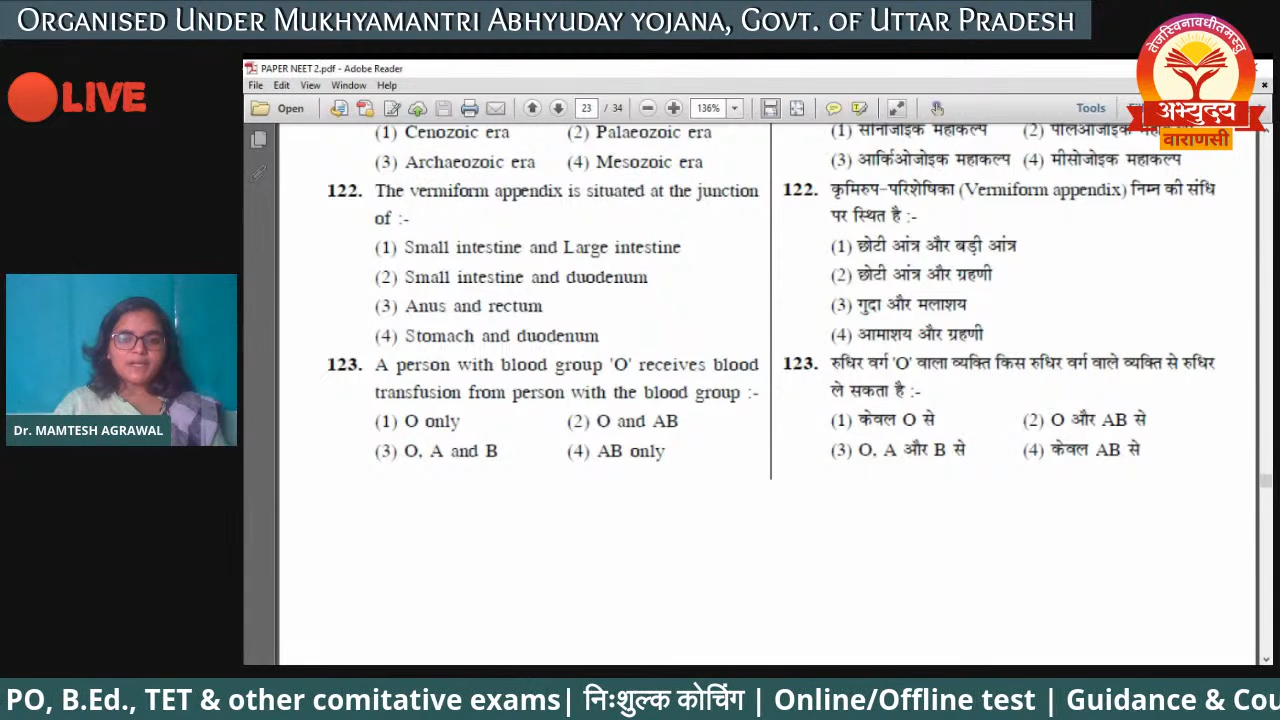 Organised Under Mukhyamantri Abhyuday yojana, Govt. of Uttar Pradesh
LIVE
PAPER NEET 2.pdf - Adobe Reader
File Edit View Window Help
Open 23 / 34 136% Tools
तेजस्विनावधीतमस्तु
अभ्युदय
वाराणसी
(1) Cenozoic era (2) Palaeozoic era
(3) Archaeozoic era (4) Mesozoic era
122. The vermiform appendix is situated at the junction
of :-
(1) Small intestine and Large intestine
(2) Small intestine and duodenum
(3) Anus and rectum
(4) Stomach and duodenum
123. A person with blood group 'O' receives blood
transfusion from person with the blood group :-
(1) O only (2) O and AB
(3) O, A and B (4) AB only
(1) सीनोजोइक महाकल्प (2)
(3) आर्किओजोइक महाकल्प (4) मीसोजोइक महाकल्प
122. कृमिरुप-परिशेषिका (Vermiform appendix) निम्न की संधि
पर स्थित है :-
(1) छोटी आंत्र और बड़ी आंत्र
(2) छोटी आंत्र और ग्रहणी
(3) गुदा और मलाशय
(4) आमाशय और ग्रहणी
123. रुधिर वर्ग 'O' वाला व्यक्ति किस रुधिर वर्ग वाले व्यक्ति से रुधिर
ले सकता है :-
(1) केवल O से (2) O और AB से
(3) O, A और B से (4) केवल AB से
Dr. MAMTESH AGRAWAL
PO, B.Ed., TET & other comitative exams| निःशुल्क कोचिंग | Online/Offline test | Guidance & Cou